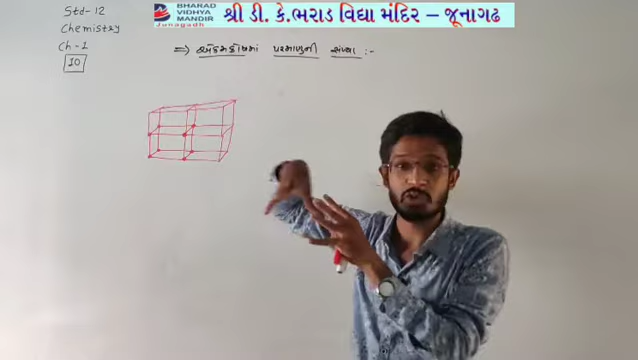 Std-12
Chemistry
Ch-1
10
BHARAD
VIDHYA
MANDIR
Junagadh
શ્રી ડી. કે.ભરાડ વિદ્યા મંદિર – જૂનાગઢ
⇒ એકમકોષમાં પરમાણુની સંખ્યા :-